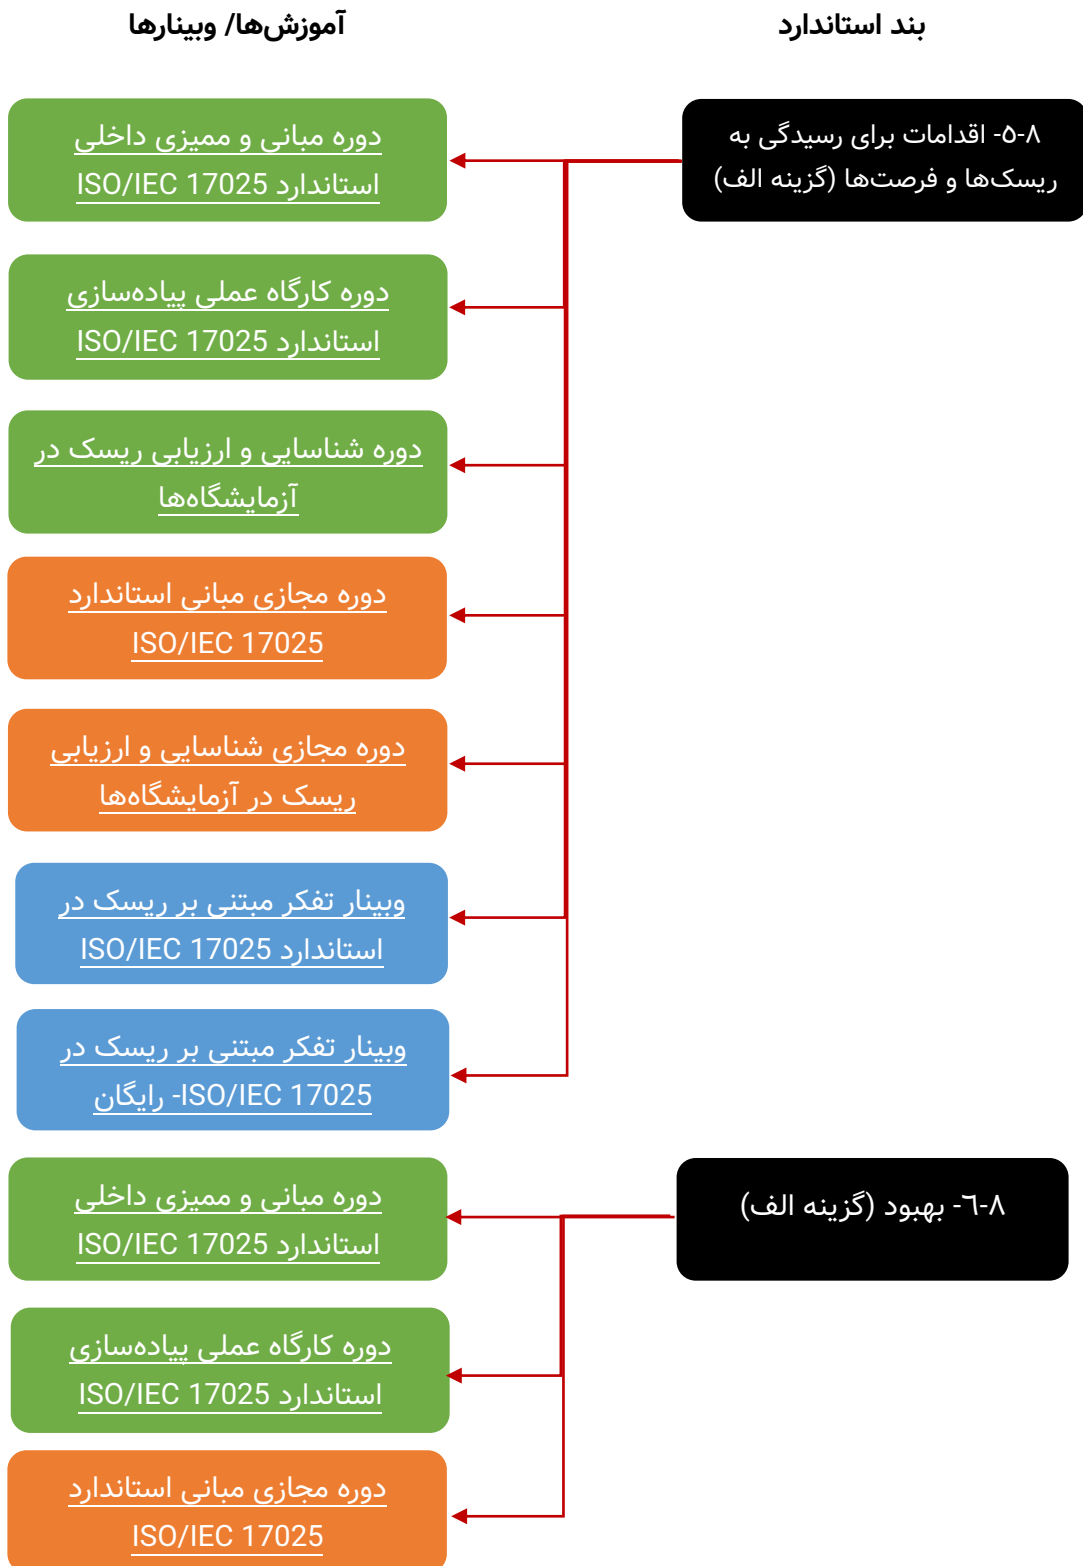 بند استاندارد
آموزش‌ها/ وبینارها
۸-۵- اقدامات برای رسیدگی به
ریسک‌ها و فرصت‌ها (گزینه الف)
دوره مبانی و ممیزی داخلی
استاندارد ISO/IEC 17025
دوره کارگاه عملی پیاده‌سازی
استاندارد ISO/IEC 17025
دوره شناسایی و ارزیابی ریسک در
آزمایشگاه‌ها
دوره مجازی مبانی استاندارد
ISO/IEC 17025
دوره مجازی شناسایی و ارزیابی
ریسک در آزمایشگاه‌ها
وبینار تفکر مبتنی بر ریسک در
استاندارد ISO/IEC 17025
وبینار تفکر مبتنی بر ریسک در
ISO/IEC 17025- رایگان
۸-۶- بهبود (گزینه الف)
دوره مبانی و ممیزی داخلی
استاندارد ISO/IEC 17025
دوره کارگاه عملی پیاده‌سازی
استاندارد ISO/IEC 17025
دوره مجازی مبانی استاندارد
ISO/IEC 17025